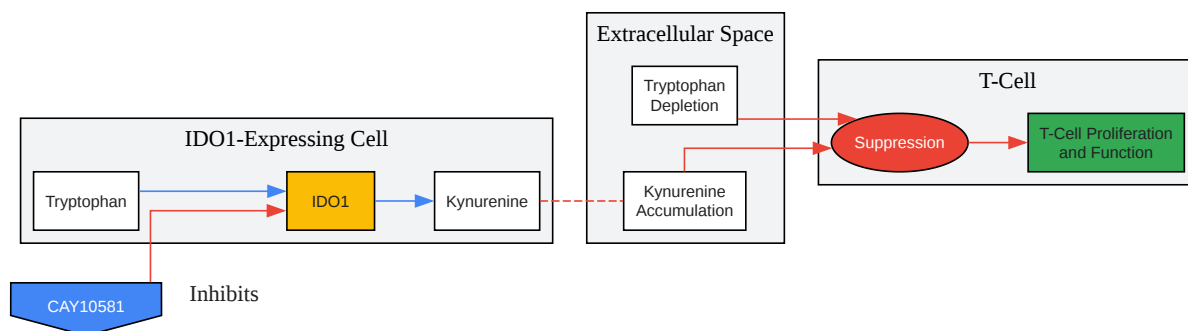 Extracellular Space
Tryptophan
Depletion
T-Cell
Suppression
T-Cell Proliferation
and Function
IDO1-Expressing Cell
Tryptophan
IDO1
Kynurenine
Kynurenine
Accumulation
CAY10581
Inhibits